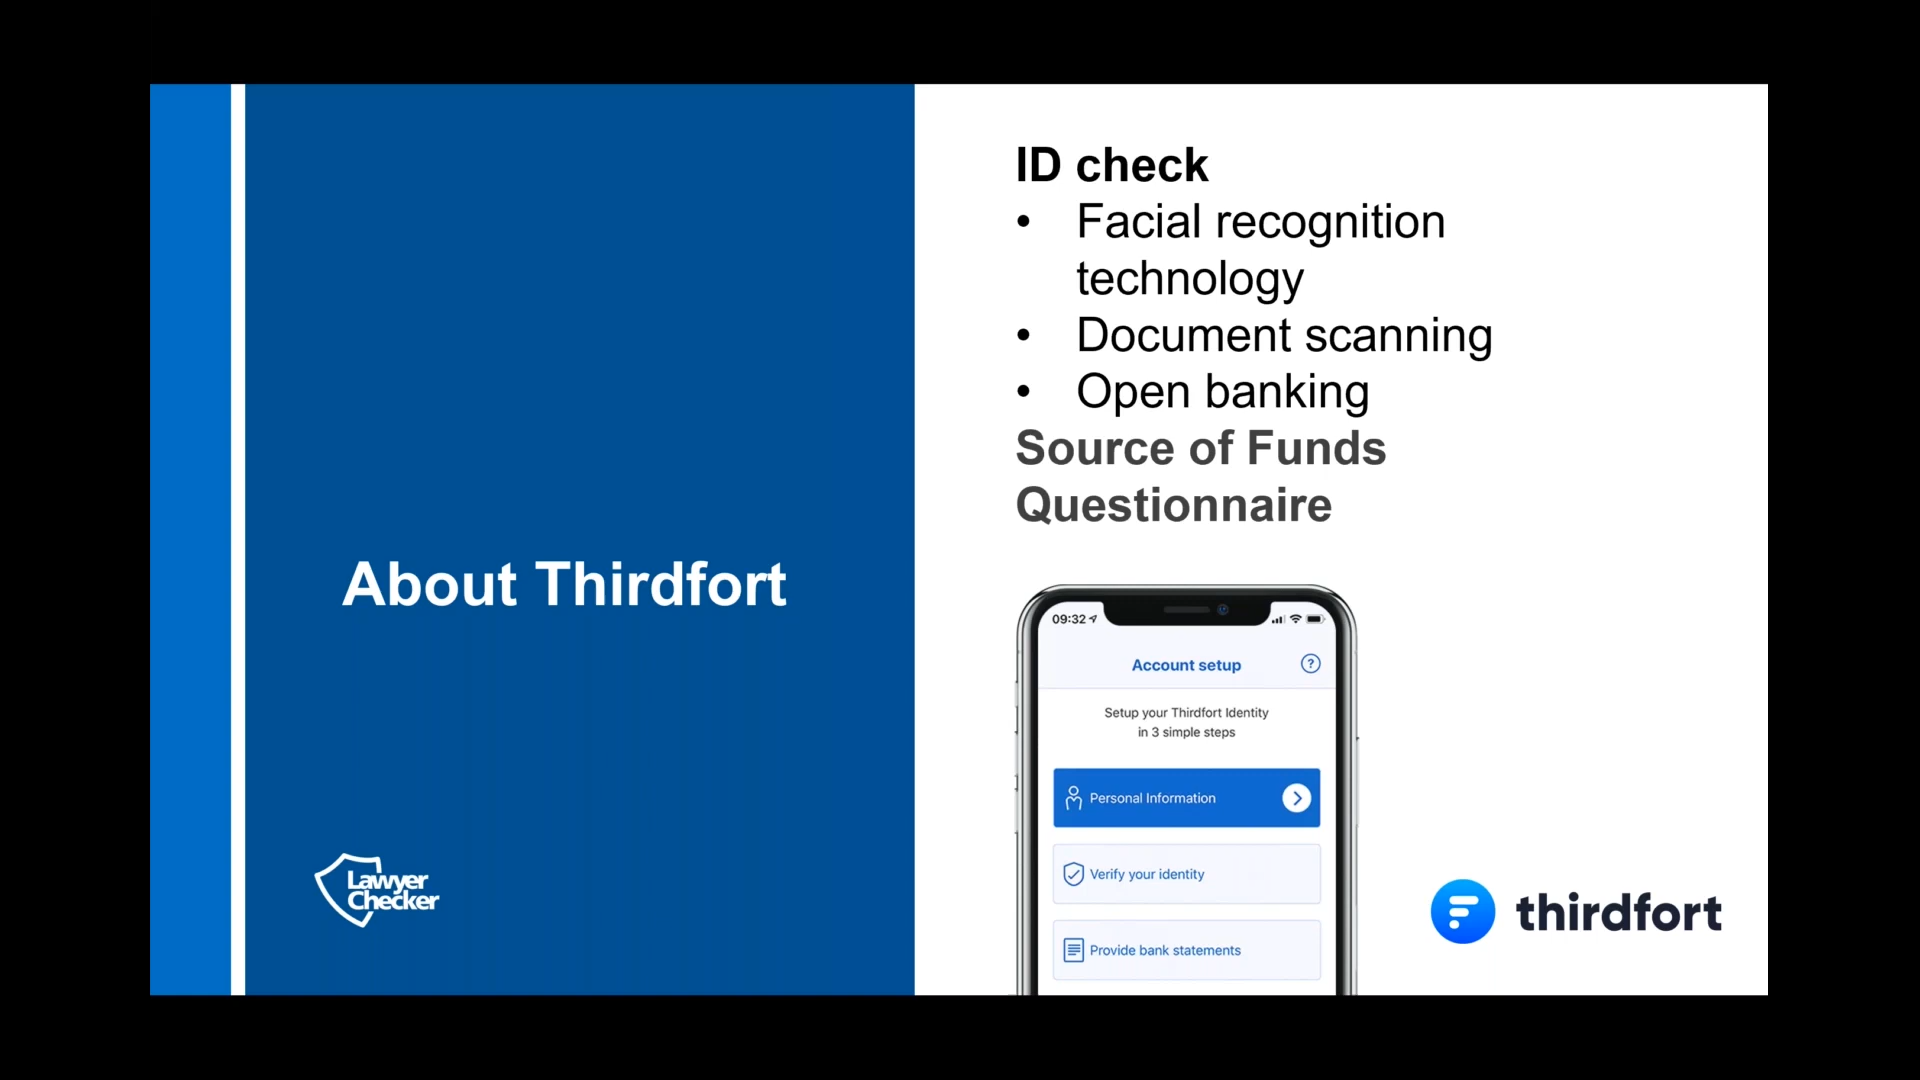 About Thirdfort
Lawyer
Checker
ID check
• Facial recognition
technology
• Document scanning
• Open banking
Source of Funds
Questionnaire
09:32
Account setup
?
Setup your Thirdfort Identity
in 3 simple steps
Personal Information
Verify your identity
Provide bank statements
thirdfort